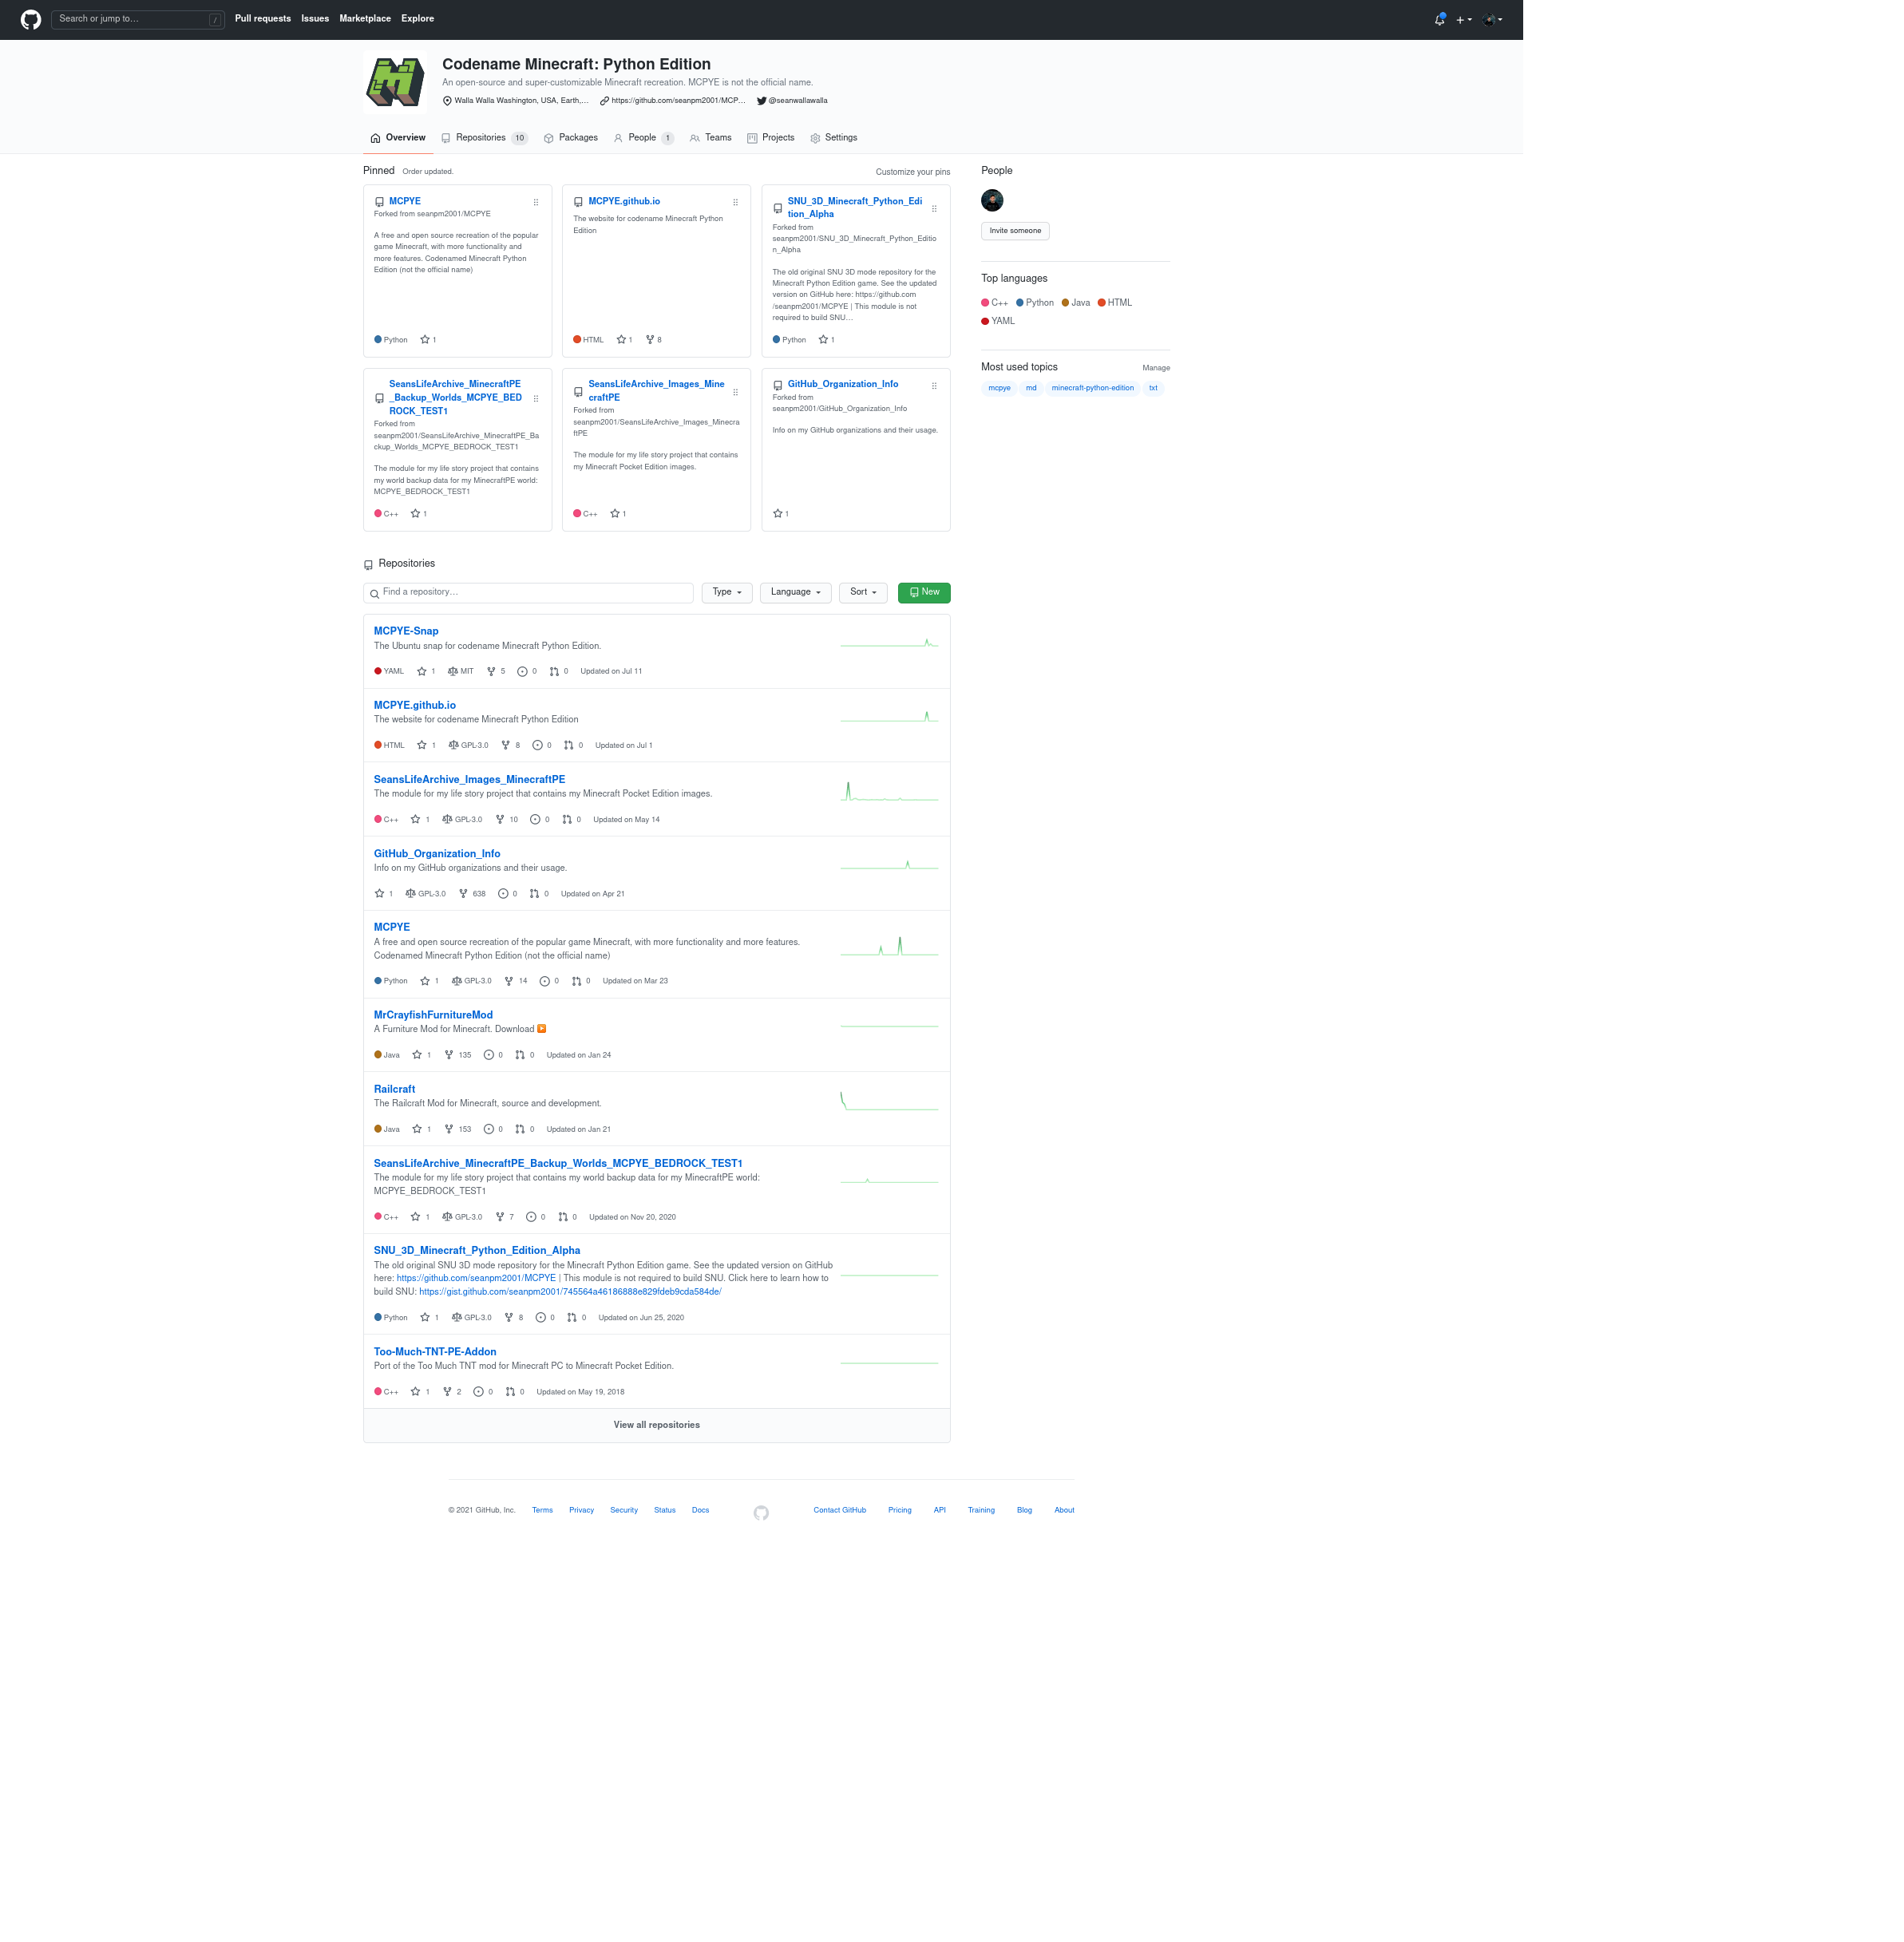 Search or jump to…
/
Pull requests Issues Marketplace Explore
Codename Minecraft: Python Edition
An open-source and super-customizable Minecraft recreation. MCPYE is not the official name.
Walla Walla Washington, USA, Earth,… https://github.com/seanpm2001/MCP… @seanwallawalla
Overview Repositories 10 Packages People 1 Teams Projects Settings
Pinned Order updated. Customize your pins
MCPYE
Forked from seanpm2001/MCPYE
A free and open source recreation of the popular
game Minecraft, with more functionality and
more features. Codenamed Minecraft Python
Edition (not the official name)
Python 1
MCPYE.github.io
The website for codename Minecraft Python
Edition
HTML 1 8
SNU_3D_Minecraft_Python_Edi
tion_Alpha
Forked from
seanpm2001/SNU_3D_Minecraft_Python_Editio
n_Alpha
The old original SNU 3D mode repository for the
Minecraft Python Edition game. See the updated
version on GitHub here: https://github.com
/seanpm2001/MCPYE | This module is not
required to build SNU…
Python 1
SeansLifeArchive_MinecraftPE
_Backup_Worlds_MCPYE_BED
ROCK_TEST1
Forked from
seanpm2001/SeansLifeArchive_MinecraftPE_Ba
ckup_Worlds_MCPYE_BEDROCK_TEST1
The module for my life story project that contains
my world backup data for my MinecraftPE world:
MCPYE_BEDROCK_TEST1
C++ 1
SeansLifeArchive_Images_Mine
craftPE
Forked from
seanpm2001/SeansLifeArchive_Images_Minecra
ftPE
The module for my life story project that contains
my Minecraft Pocket Edition images.
C++ 1
GitHub_Organization_Info
Forked from
seanpm2001/GitHub_Organization_Info
Info on my GitHub organizations and their usage.
1
People
Invite someone
Top languages
C++ Python Java HTML
YAML
Most used topics Manage
mcpye md minecraft-python-edition txt
Repositories
Find a repository… Type Language Sort New
MCPYE-Snap
The Ubuntu snap for codename Minecraft Python Edition.
YAML 1 MIT 5 0 0 Updated on Jul 11
MCPYE.github.io
The website for codename Minecraft Python Edition
HTML 1 GPL-3.0 8 0 0 Updated on Jul 1
SeansLifeArchive_Images_MinecraftPE
The module for my life story project that contains my Minecraft Pocket Edition images.
C++ 1 GPL-3.0 10 0 0 Updated on May 14
GitHub_Organization_Info
Info on my GitHub organizations and their usage.
1 GPL-3.0 638 0 0 Updated on Apr 21
MCPYE
A free and open source recreation of the popular game Minecraft, with more functionality and more features.
Codenamed Minecraft Python Edition (not the official name)
Python 1 GPL-3.0 14 0 0 Updated on Mar 23
MrCrayfishFurnitureMod
A Furniture Mod for Minecraft. Download ▶️
Java 1 135 0 0 Updated on Jan 24
Railcraft
The Railcraft Mod for Minecraft, source and development.
Java 1 153 0 0 Updated on Jan 21
SeansLifeArchive_MinecraftPE_Backup_Worlds_MCPYE_BEDROCK_TEST1
The module for my life story project that contains my world backup data for my MinecraftPE world:
MCPYE_BEDROCK_TEST1
C++ 1 GPL-3.0 7 0 0 Updated on Nov 20, 2020
SNU_3D_Minecraft_Python_Edition_Alpha
The old original SNU 3D mode repository for the Minecraft Python Edition game. See the updated version on GitHub
here: https://github.com/seanpm2001/MCPYE | This module is not required to build SNU. Click here to learn how to
build SNU: https://gist.github.com/seanpm2001/745564a46186888e829fdeb9cda584de/
Python 1 GPL-3.0 8 0 0 Updated on Jun 25, 2020
Too-Much-TNT-PE-Addon
Port of the Too Much TNT mod for Minecraft PC to Minecraft Pocket Edition.
C++ 1 2 0 0 Updated on May 19, 2018
View all repositories
© 2021 GitHub, Inc. Terms Privacy Security Status Docs Contact GitHub Pricing API Training Blog About